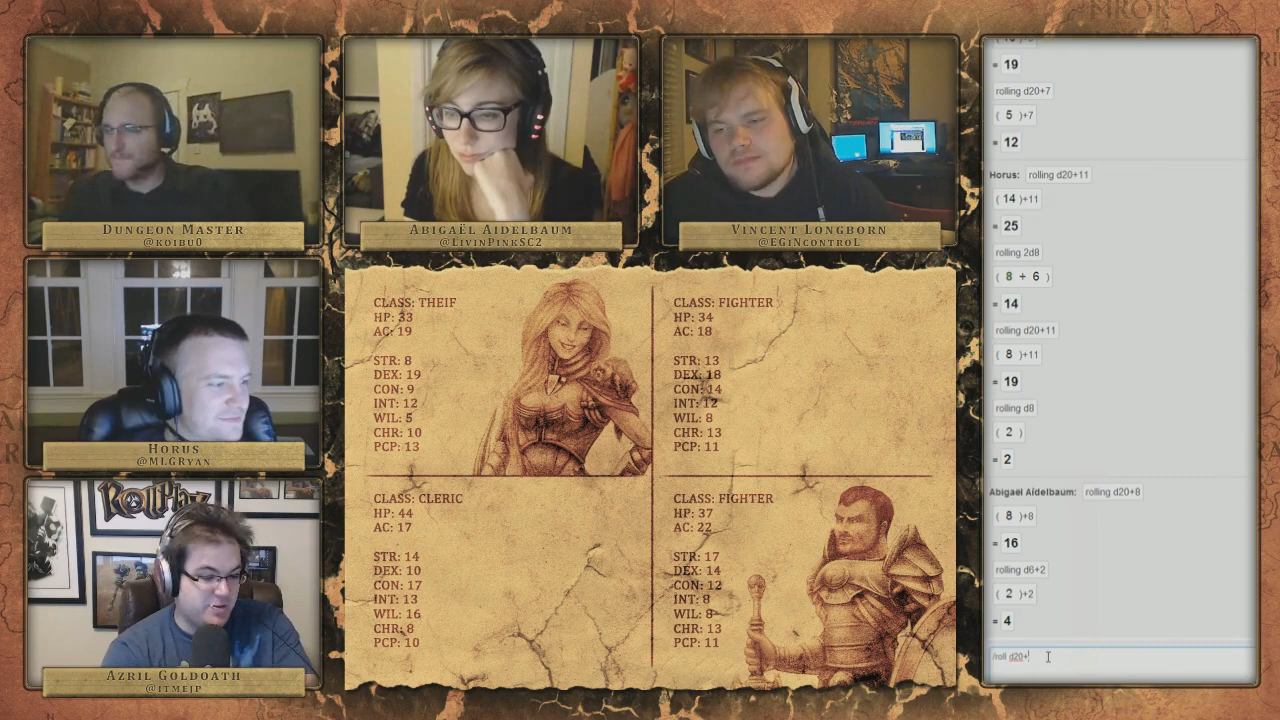 DUNGEON MASTER
@KOIBU0
ABIGAËL AIDELBAUM
@LIVINPINKSC2
VINCENT LONGBORN
@EGINCONTROL
HORUS
@MLGRYAN
ROLLPLAY
AZRIL GOLDOATH
@ITMEJP
CLASS: THEIF
HP: 33
AC: 19
STR: 8
DEX: 19
CON: 9
INT: 12
WIL: 5
CHR: 10
PCP: 13
CLASS: FIGHTER
HP: 34
AC: 18
STR: 13
DEX: 18
CON: 14
INT: 12
WIL: 8
CHR: 13
PCP: 11
CLASS: CLERIC
HP: 44
AC: 17
STR: 14
DEX: 10
CON: 17
INT: 13
WIL: 16
CHR: 8
PCP: 10
CLASS: FIGHTER
HP: 37
AC: 22
STR: 17
DEX: 14
CON: 12
INT: 8
WIL: 8
CHR: 13
PCP: 11
= 19
rolling d20+7
( 5 )+7
= 12
Horus: rolling d20+11
( 14 )+11
= 25
rolling 2d8
( 8 + 6 )
= 14
rolling d20+11
( 8 )+11
= 19
rolling d8
( 2 )
= 2
Abigael Aidelbaum: rolling d20+8
( 8 )+8
= 16
rolling d6+2
( 2 )+2
= 4
/roll d20+